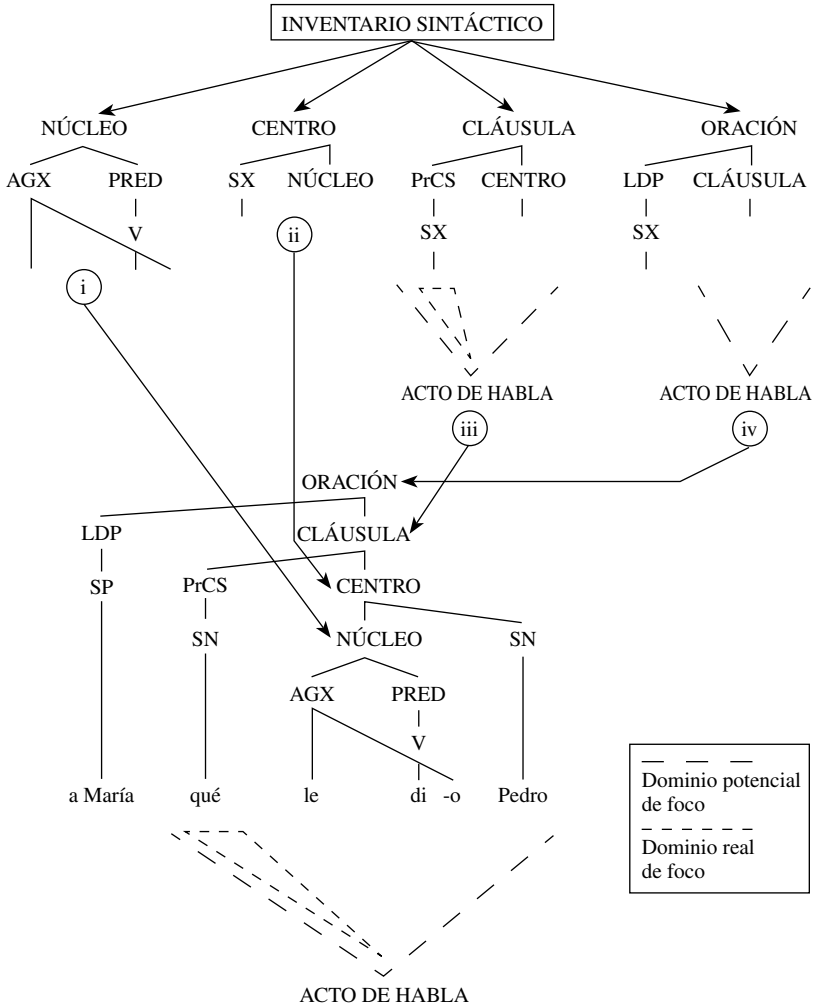 INVENTARIO SINTÁCTICO
NÚCLEO CENTRO CLÁUSULA ORACIÓN
AGX PRED SX NÚCLEO PrCS CENTRO LDP CLÁUSULA
V SX SX
i ii
ACTO DE HABLA ACTO DE HABLA
iii iv
ORACIÓN
LDP CLÁUSULA
SP PrCS CENTRO
SN NÚCLEO SN
AGX PRED
V
a María qué le di -o Pedro
Dominio potencial
de foco
Dominio real
de foco
ACTO DE HABLA